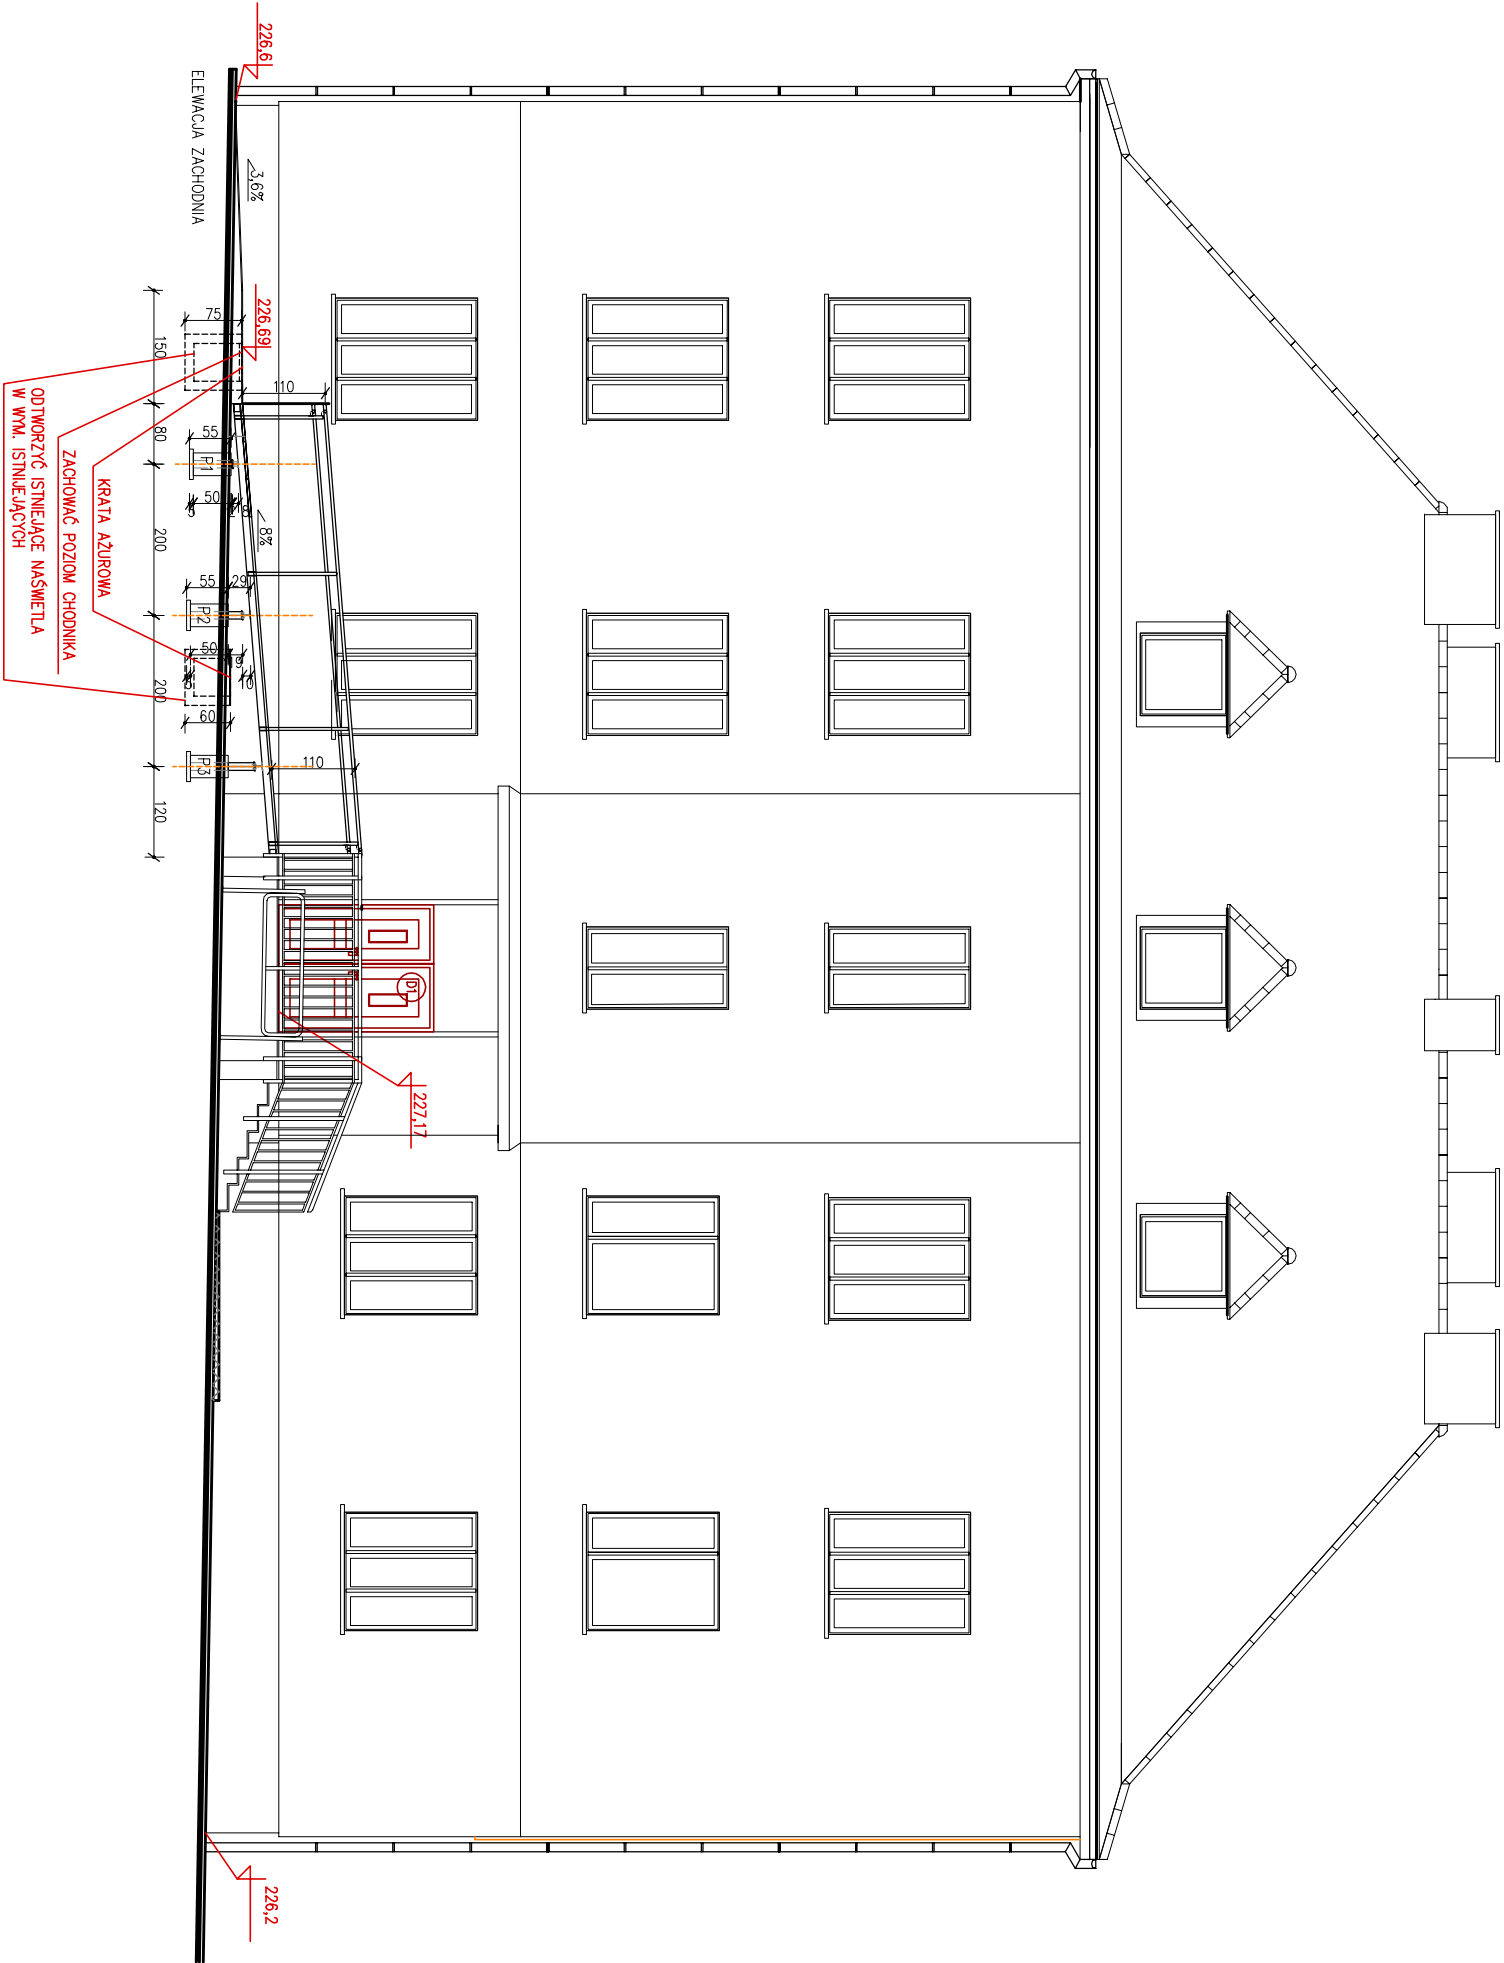 226,6
226,69
227,17
226,2
D1
3,6%
8%
75
110
110
55
P1
50
5
8
55
29
P2
50
9
5
60
P3
150
80
200
200
120
ELEWACJA ZACHODNIA
KRATA AŻUROWA
ZACHOWAĆ POZIOM CHODNIKA
ODTWORZYĆ ISTNIEJĄCE NAŚWIETLA
W WYM. ISTNIEJĄCYCH